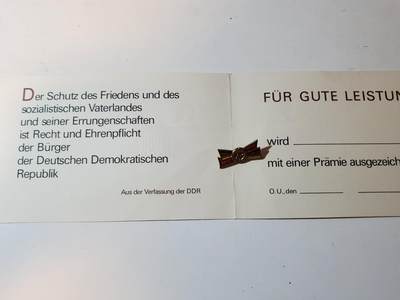 Der Schutz des Friedens und des
sozialistischen Vaterlandes
und seiner Errungenschaften
ist Recht und Ehrenpflicht
der Bürger
der Deutschen Demokratischen
Republik
Aus der Verfassung der DDR
FÜR GUTE LEISTUN
wird
mit einer Prämie ausgezeich
O.U., den